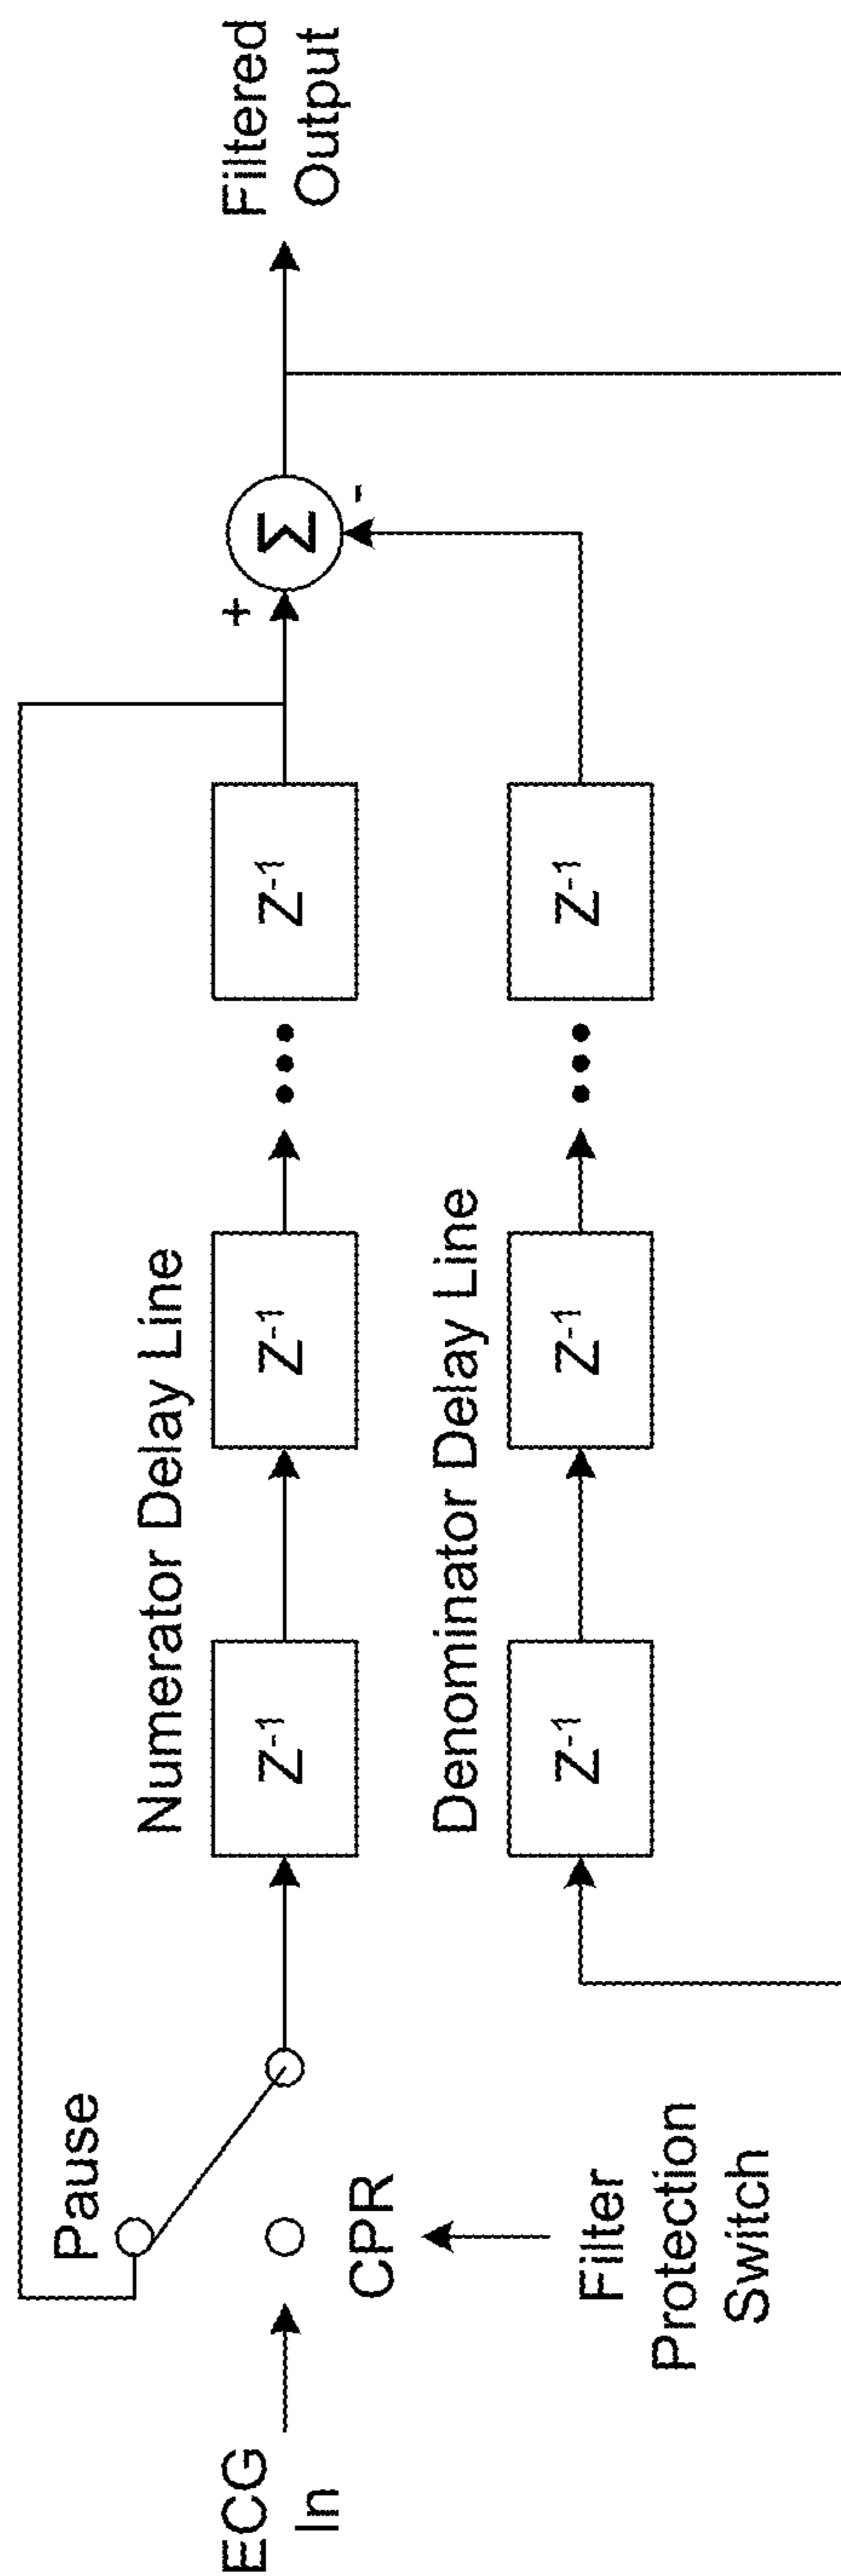 Pause
ECG
In
CPR
Filter
Protection
Switch
Numerator Delay Line
Z-1
Z-1
Z-1
Denominator Delay Line
Z-1
Z-1
Z-1
+
Σ
-
Filtered
Output